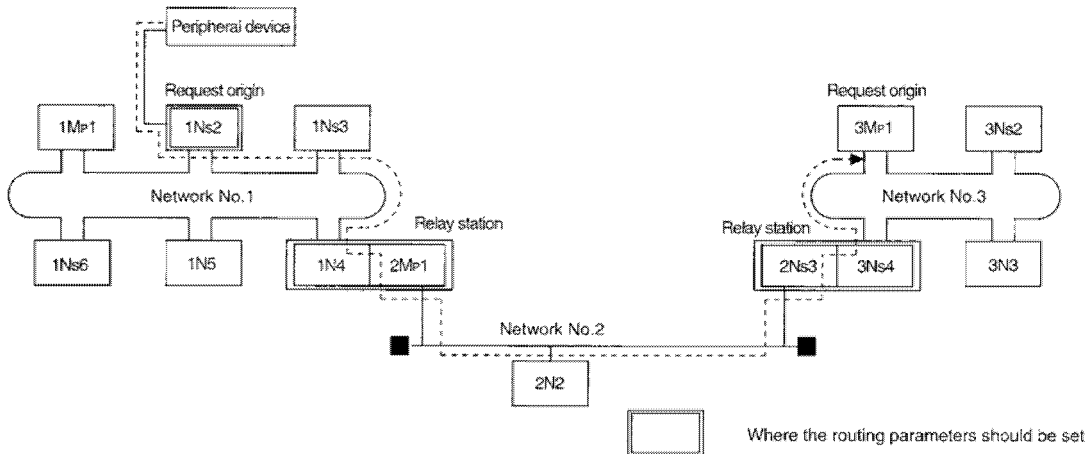 Peripheral device
Request origin
Request origin
1MP1
1Ns2
1Ns3
3MP1
3Ns2
Network No.1
Network No.3
Relay station
Relay station
1Ns6
1N5
1N4
2MP1
2Ns3
3Ns4
3N3
Network No.2
2N2
Where the routing parameters should be set